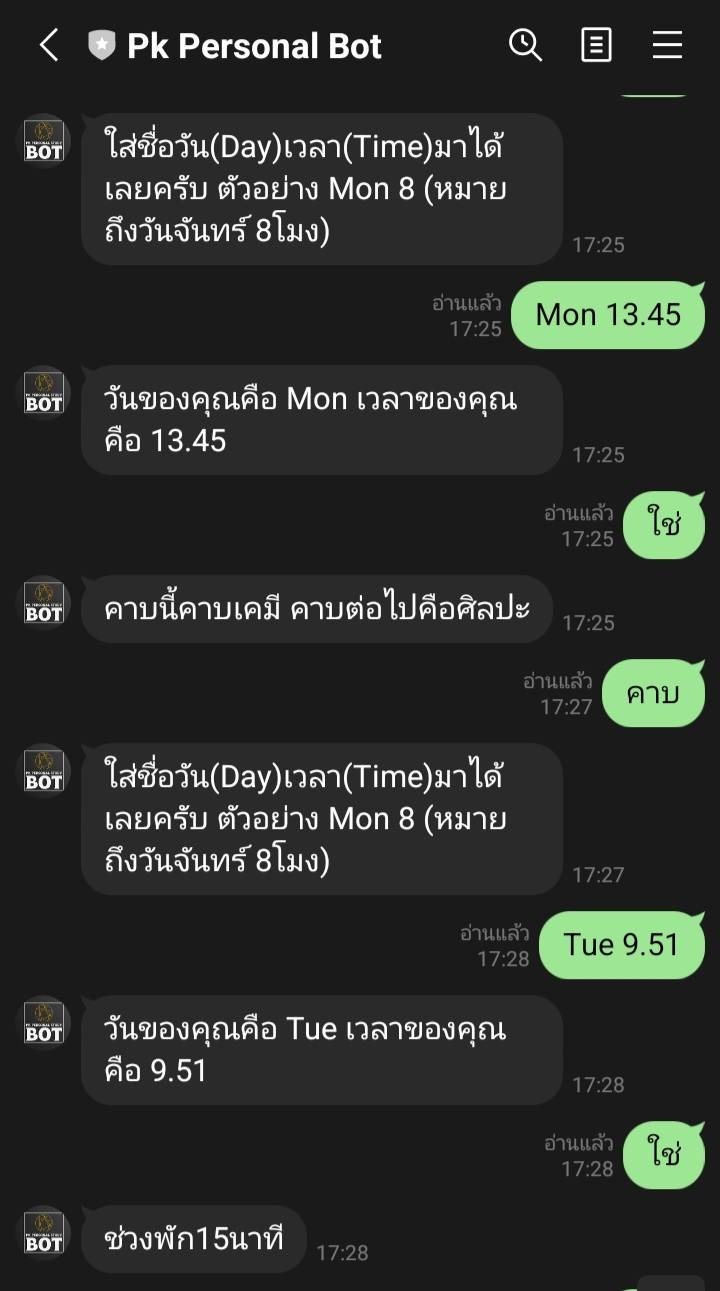 Pk Personal Bot
BOT
ใส่ชื่อวัน(Day)เวลา(Time)มาได้
เลยครับ ตัวอย่าง Mon 8 (หมาย
ถึงวันจันทร์ 8โมง)
17:25
อ่านแล้ว
17:25
Mon 13.45
BOT
วันของคุณคือ Mon เวลาของคุณ
คือ 13.45
17:25
อ่านแล้ว
17:25
ใช่
BOT
คาบนี้คาบเคมี คาบต่อไปคือศิลปะ
17:25
อ่านแล้ว
17:27
คาบ
BOT
ใส่ชื่อวัน(Day)เวลา(Time)มาได้
เลยครับ ตัวอย่าง Mon 8 (หมาย
ถึงวันจันทร์ 8โมง)
17:27
อ่านแล้ว
17:28
Tue 9.51
BOT
วันของคุณคือ Tue เวลาของคุณ
คือ 9.51
17:28
อ่านแล้ว
17:28
ใช่
BOT
ช่วงพัก15นาที
17:28